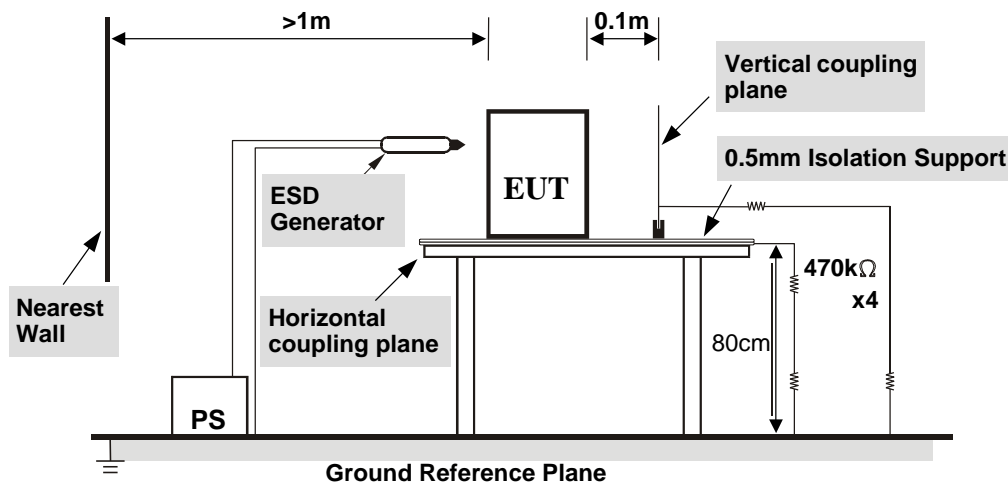 >1m
0.1m
Vertical coupling
plane
0.5mm Isolation Support
ESD
Generator
EUT
470kΩ
x4
Nearest
Wall
Horizontal
coupling plane
80cm
PS
Ground Reference Plane